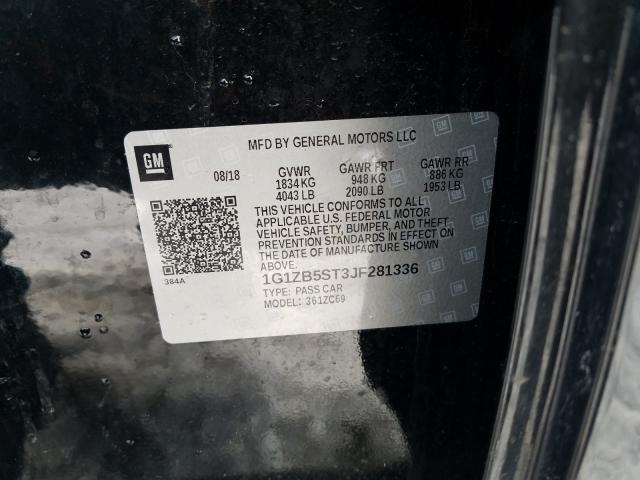 MFD BY GENERAL MOTORS LLC
GM
08/18 GVWR GAWR FRT GAWR RR
1834 KG 948 KG 886 KG
4043 LB 2090 LB 1953 LB
THIS VEHICLE CONFORMS TO ALL
APPLICABLE U.S. FEDERAL MOTOR
VEHICLE SAFETY, BUMPER, AND THEFT
PREVENTION STANDARDS IN EFFECT ON
THE DATE OF MANUFACTURE SHOWN
ABOVE.
384A
1G1ZB5ST3JF281336
TYPE: PASS CAR
MODEL: 361ZC69